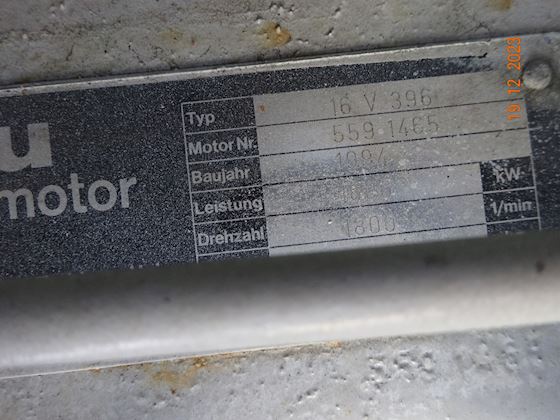 u
motor
Typ 16 V 396
Motor Nr. 559 1465
Baujahr
Leistung kW
Drehzahl 1800 1/min
19.12.2023